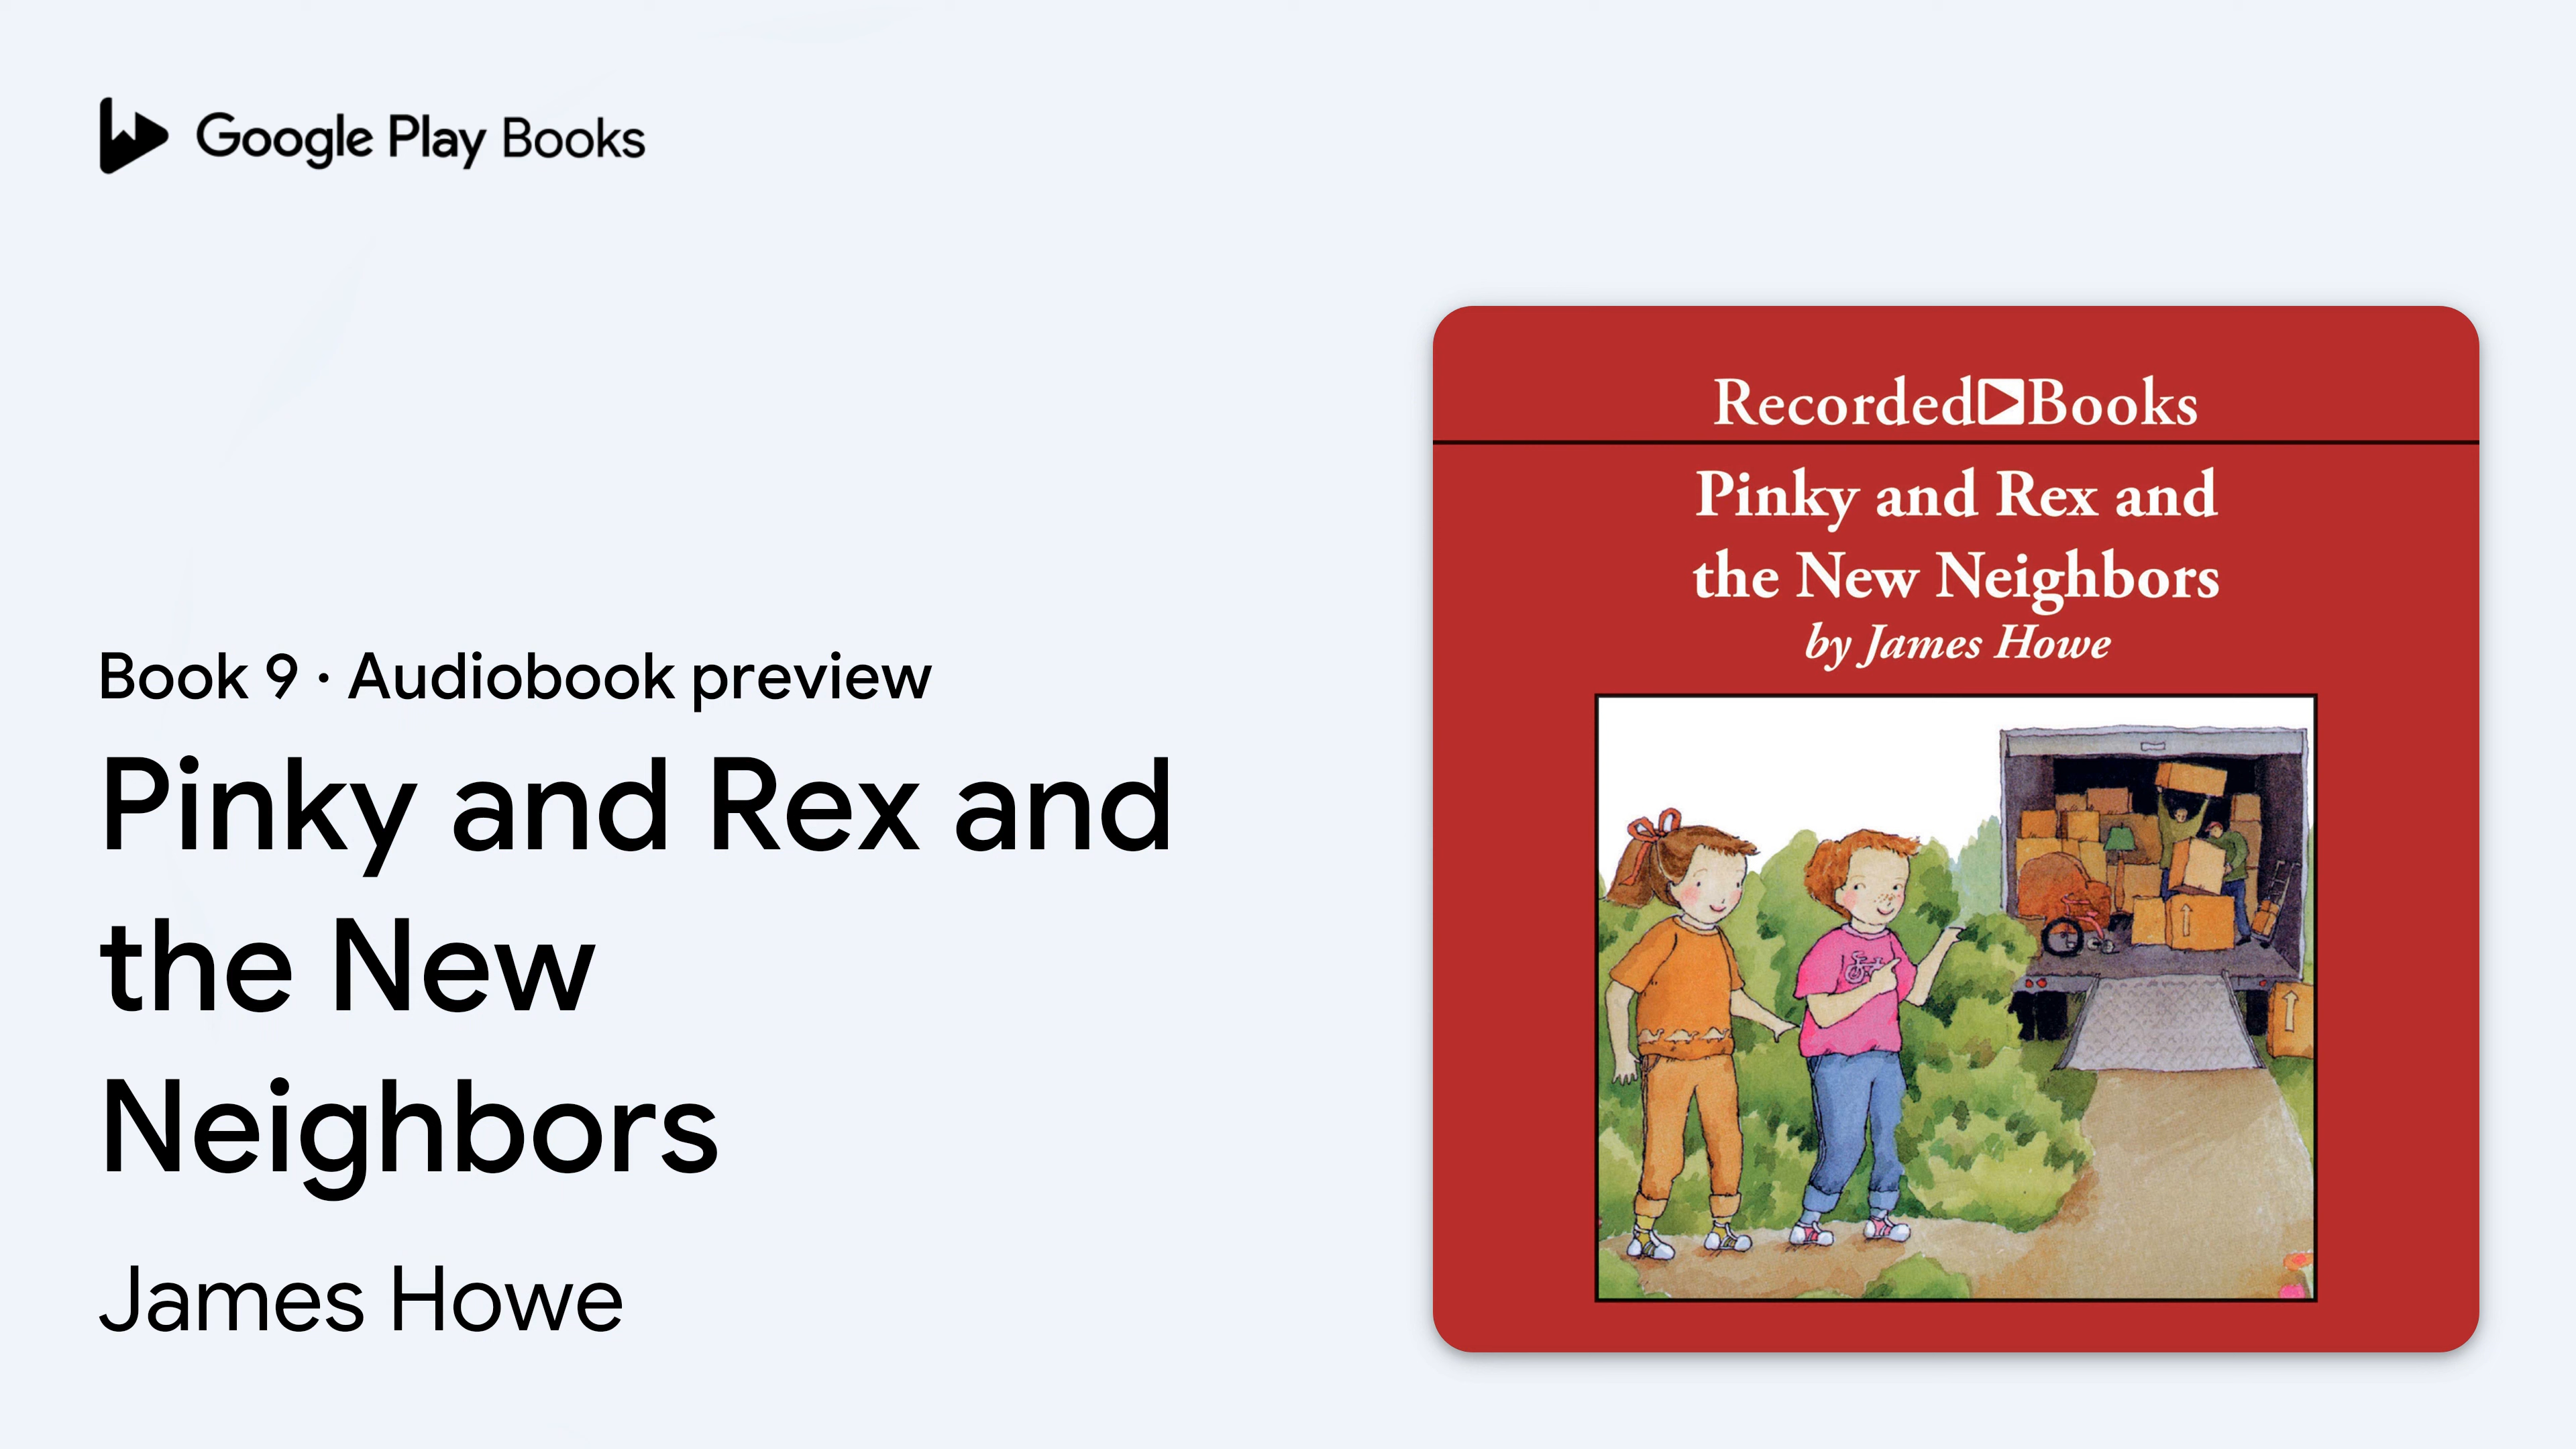 Google Play Books
Book 9 · Audiobook preview
Pinky and Rex and
the New
Neighbors
James Howe
Recorded Books
Pinky and Rex and
the New Neighbors
by James Howe